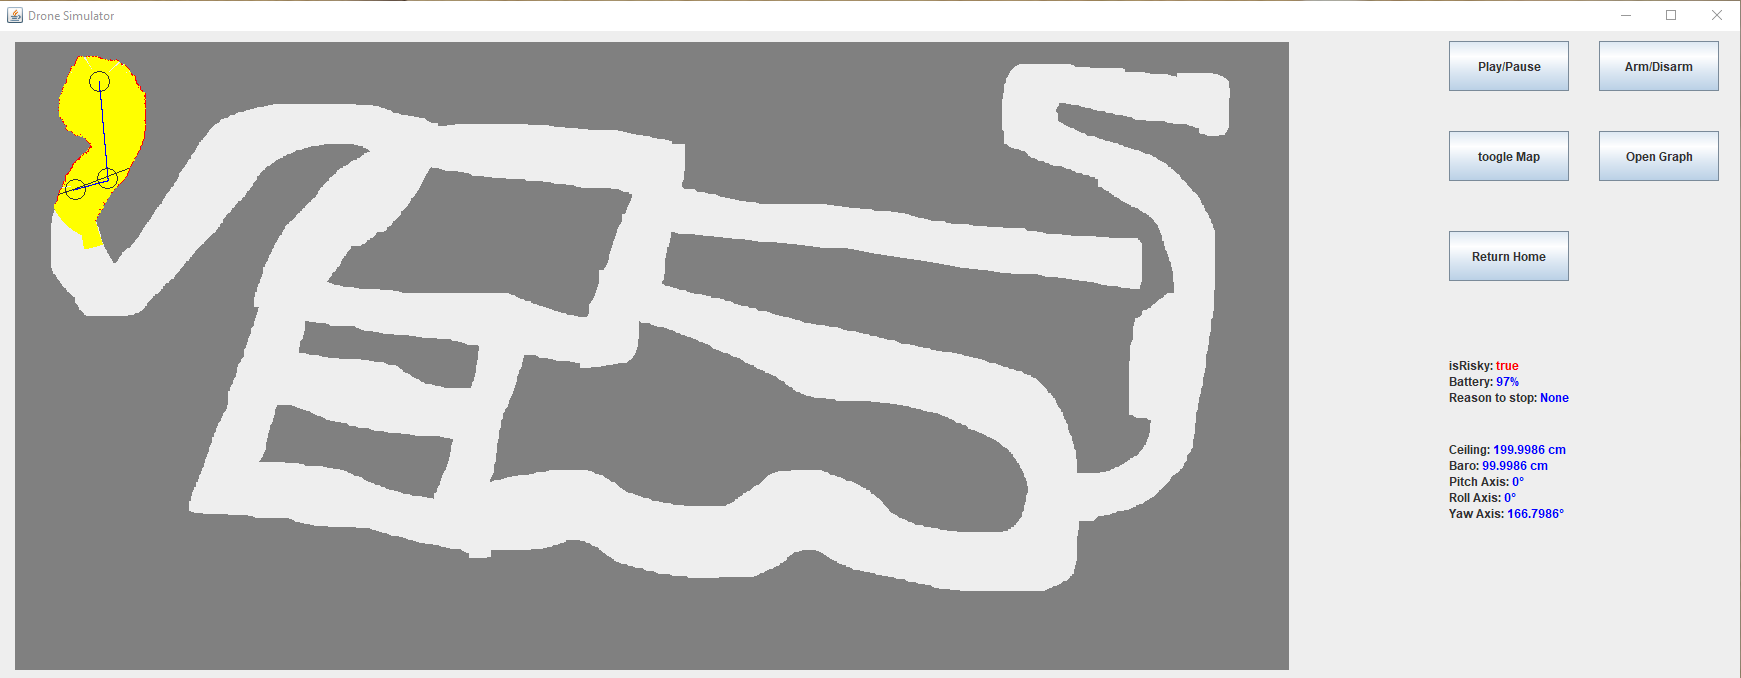 Drone Simulator
Play/Pause
Arm/Disarm
toogle Map
Open Graph
Return Home
isRisky: true
Battery: 97%
Reason to stop: None
Ceiling: 199.9986 cm
Baro: 99.9986 cm
Pitch Axis: 0°
Roll Axis: 0°
Yaw Axis: 166.7986°